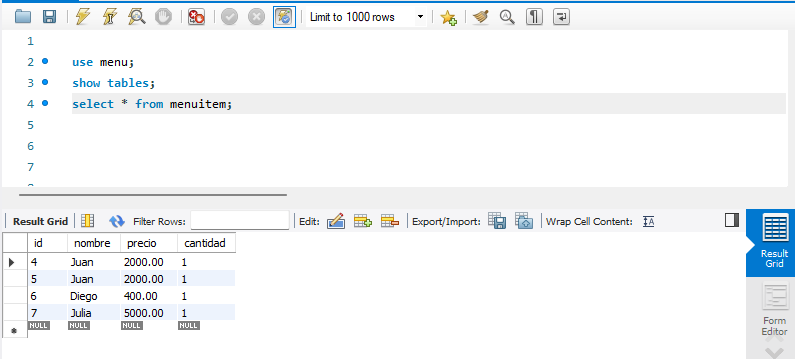 Limit to 1000 rows
1
2 use menu;
3 show tables;
4 select * from menuitem;
5
6
7
Result Grid Filter Rows: Edit: Export/Import: Wrap Cell Content: IA
id nombre precio cantidad
4 Juan 2000.00 1
5 Juan 2000.00 1
6 Diego 400.00 1
7 Julia 5000.00 1
NULL NULL NULL NULL
Result
Grid
Form
Editor